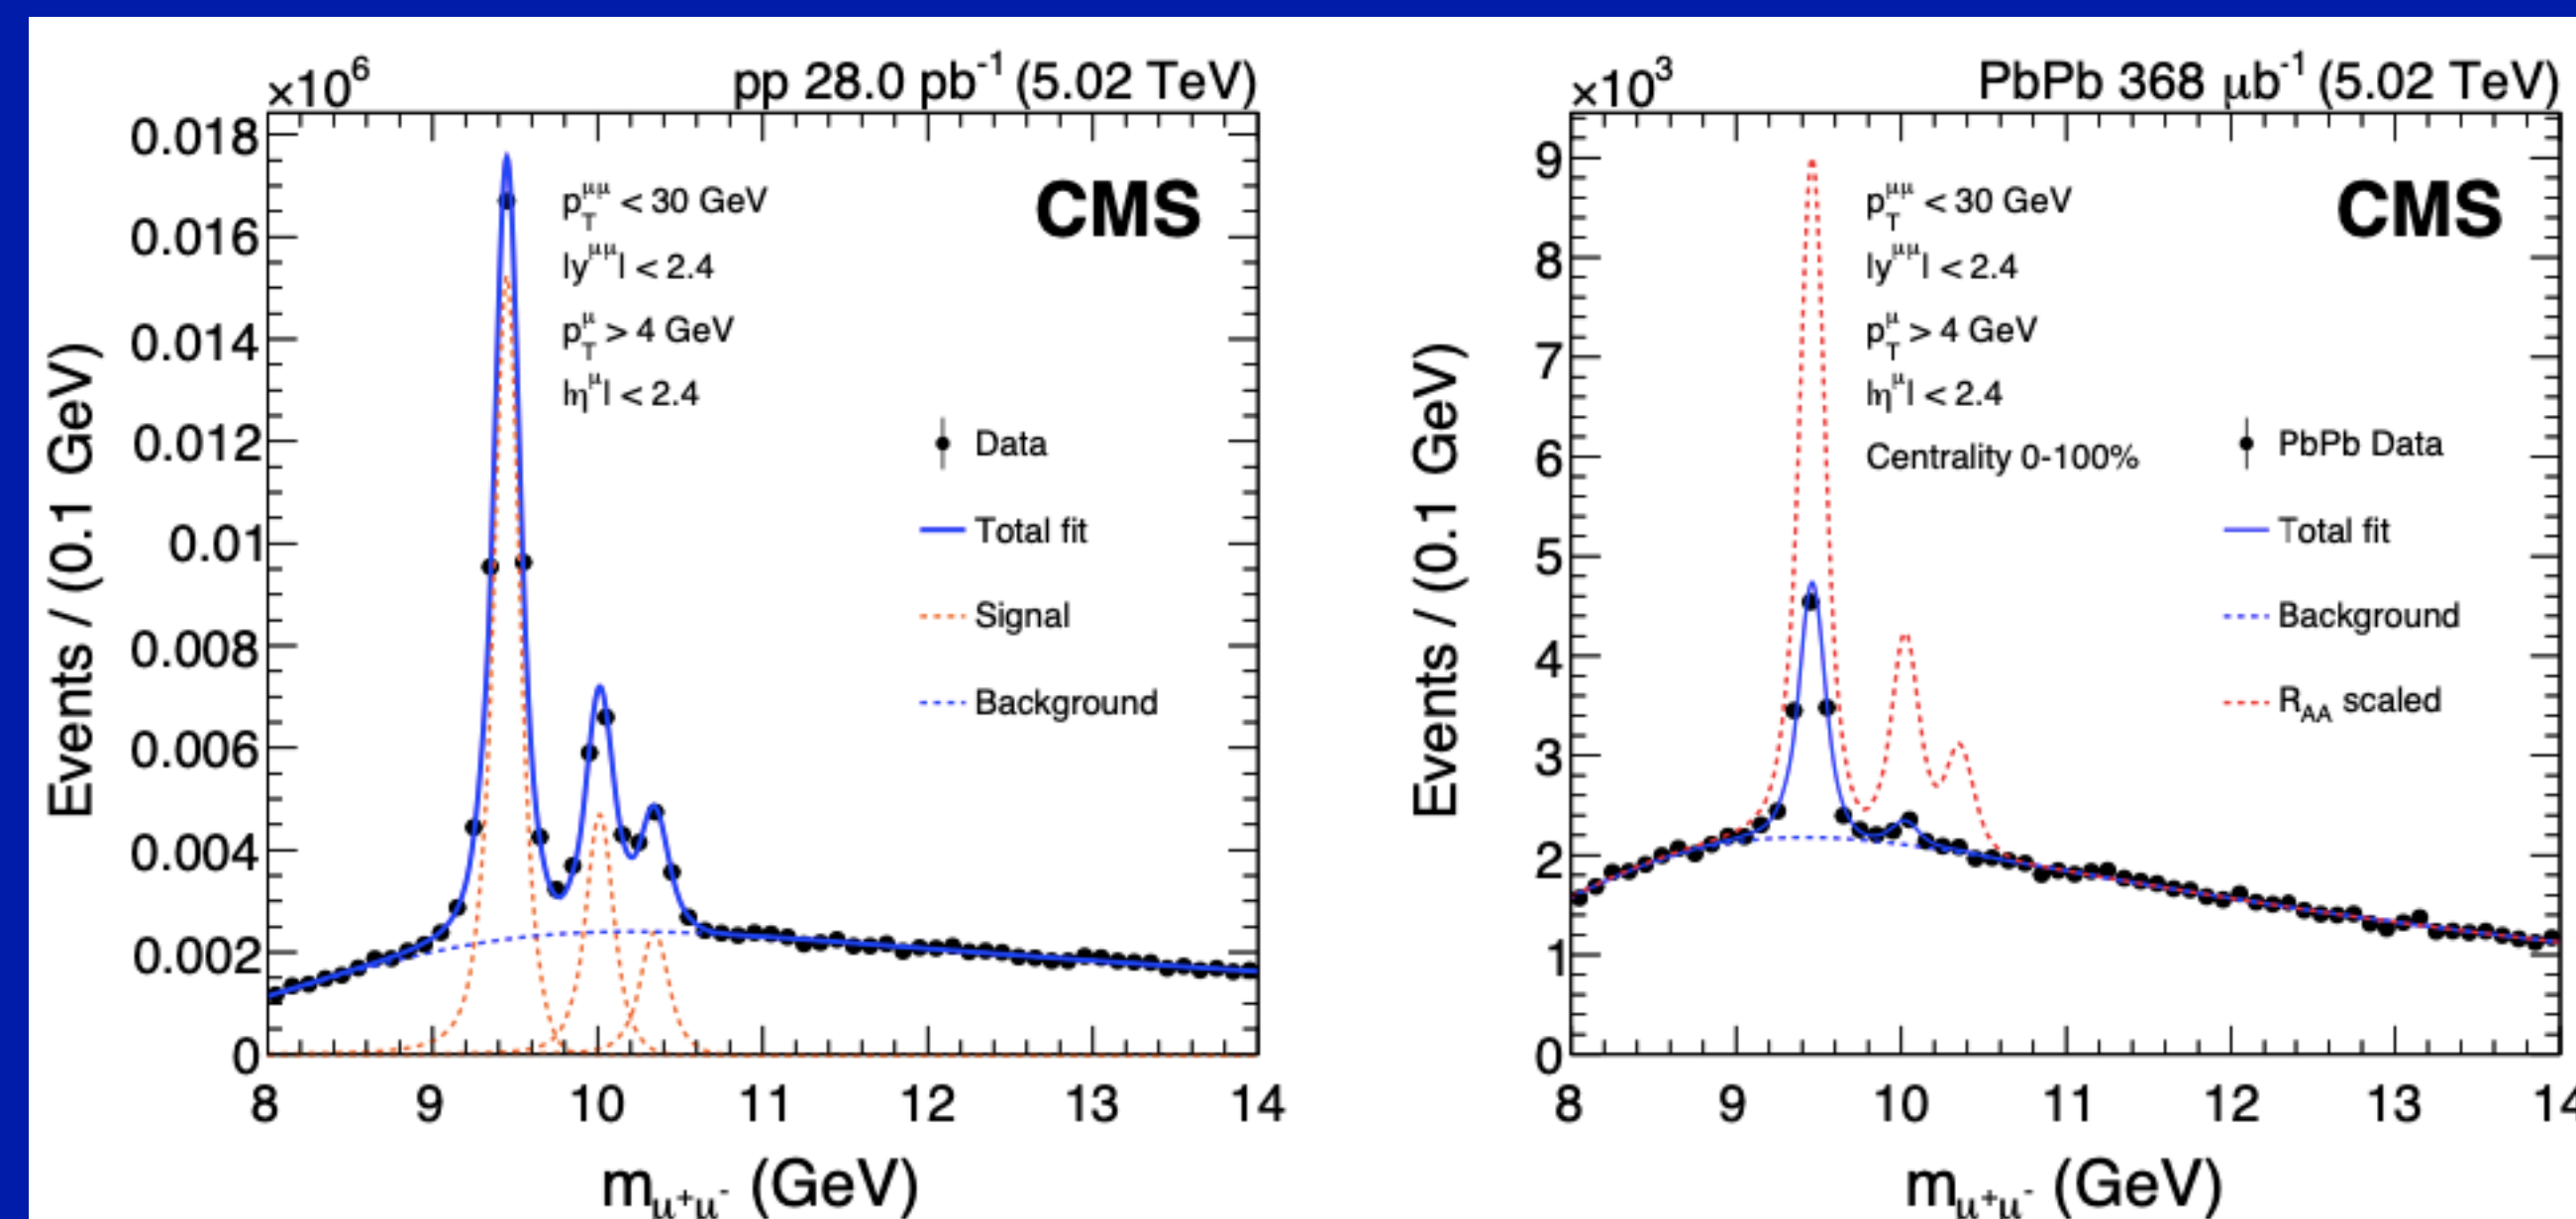 ×10⁶
pp 28.0 pb⁻¹ (5.02 TeV)
CMS
p_T^μμ < 30 GeV
|y^μμ| < 2.4
p_T^μ > 4 GeV
|η^μ| < 2.4
Data
Total fit
Signal
Background
Events / (0.1 GeV)
0.018
0.016
0.014
0.012
0.01
0.008
0.006
0.004
0.002
0
8 9 10 11 12 13 14
m_μ⁺μ⁻ (GeV)
×10³
PbPb 368 μb⁻¹ (5.02 TeV)
CMS
p_T^μμ < 30 GeV
|y^μμ| < 2.4
p_T^μ > 4 GeV
|η^μ| < 2.4
Centrality 0-100%
PbPb Data
Total fit
Background
R_AA scaled
Events / (0.1 GeV)
9
8
7
6
5
4
3
2
1
0
8 9 10 11 12 13 14
m_μ⁺μ⁻ (GeV)